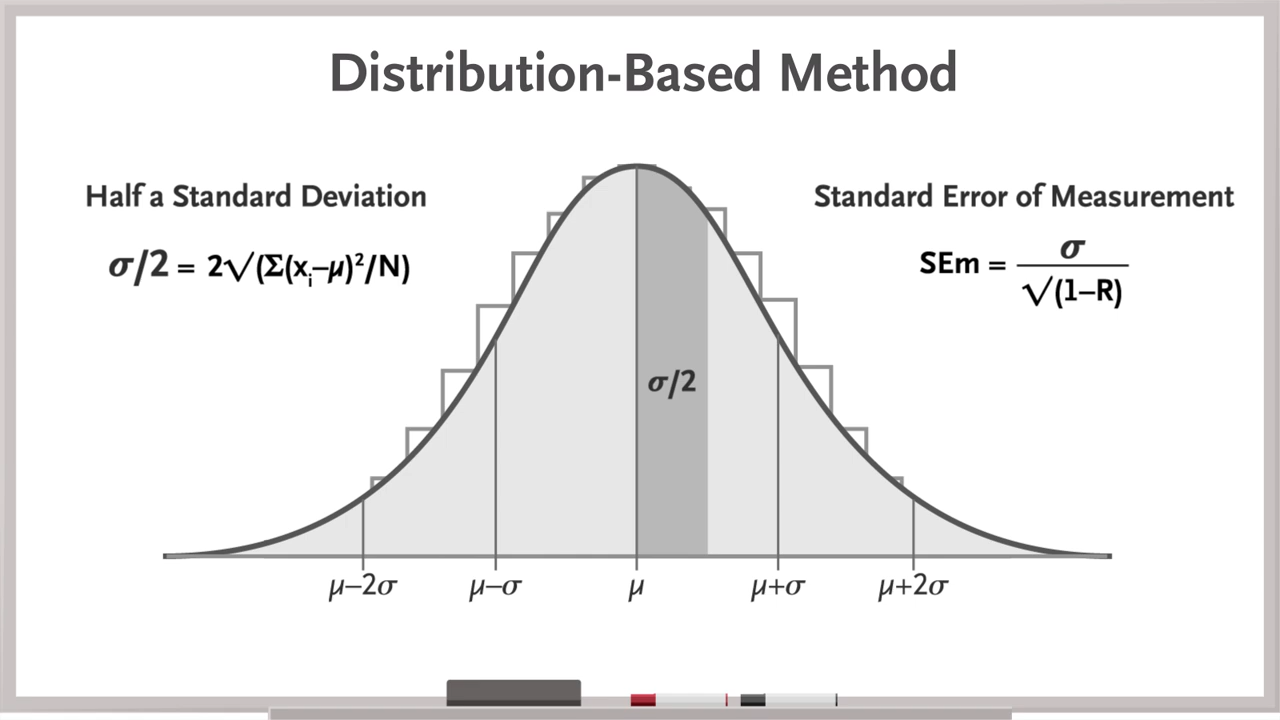 Distribution-Based Method
Half a Standard Deviation
σ/2 = 2√(Σ(xᵢ–μ)²/N)
Standard Error of Measurement
SEm = σ / √(1–R)
σ/2
μ–2σ
μ–σ
μ
μ+σ
μ+2σ